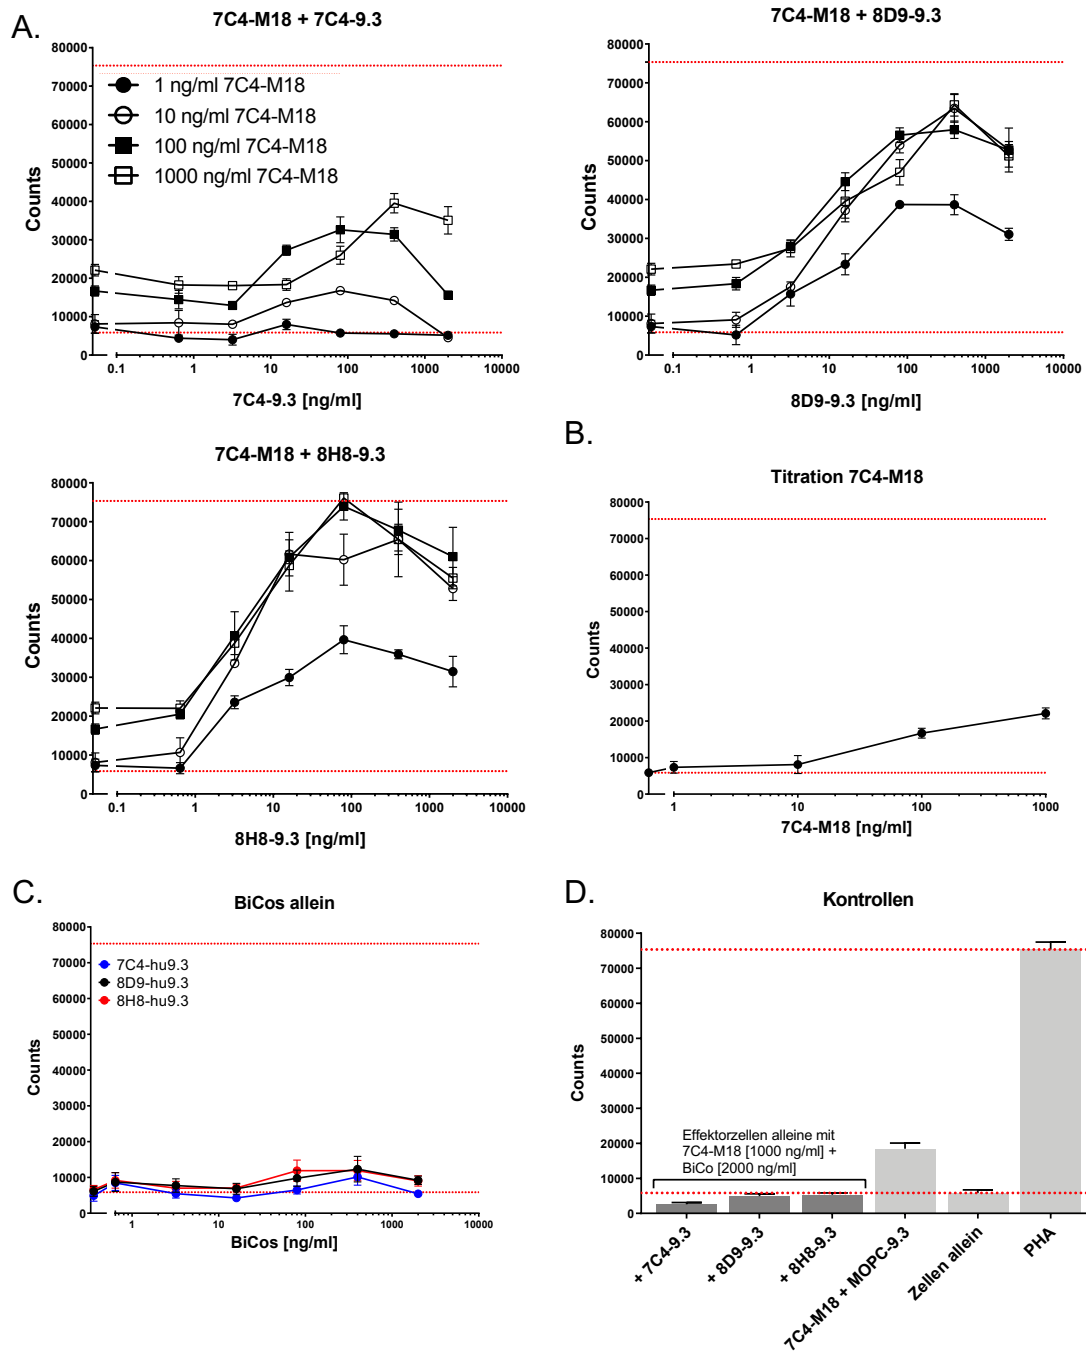 A.
7C4-M18 + 7C4-9.3
80000
70000
60000
50000
40000
30000
20000
10000
0
Counts
1 ng/ml 7C4-M18
10 ng/ml 7C4-M18
100 ng/ml 7C4-M18
1000 ng/ml 7C4-M18
0.1 1 10 100 1000 10000
7C4-9.3 [ng/ml]
7C4-M18 + 8D9-9.3
80000
70000
60000
50000
40000
30000
20000
10000
0
Counts
0.1 1 10 100 1000 10000
8D9-9.3 [ng/ml]
7C4-M18 + 8H8-9.3
80000
70000
60000
50000
40000
30000
20000
10000
0
Counts
0.1 1 10 100 1000 10000
8H8-9.3 [ng/ml]
B.
Titration 7C4-M18
80000
70000
60000
50000
40000
30000
20000
10000
0
Counts
1 10 100 1000
7C4-M18 [ng/ml]
C.
BiCos allein
80000
70000
60000
50000
40000
30000
20000
10000
0
Counts
7C4-hu9.3
8D9-hu9.3
8H8-hu9.3
1 10 100 1000 10000
BiCos [ng/ml]
D.
Kontrollen
80000
70000
60000
50000
40000
30000
20000
10000
0
Counts
Effektorzellen alleine mit
7C4-M18 [1000 ng/ml] +
BiCo [2000 ng/ml]
+ 7C4-9.3
+ 8D9-9.3
+ 8H8-9.3
7C4-M18 + MOPC-9.3
Zellen allein
PHA